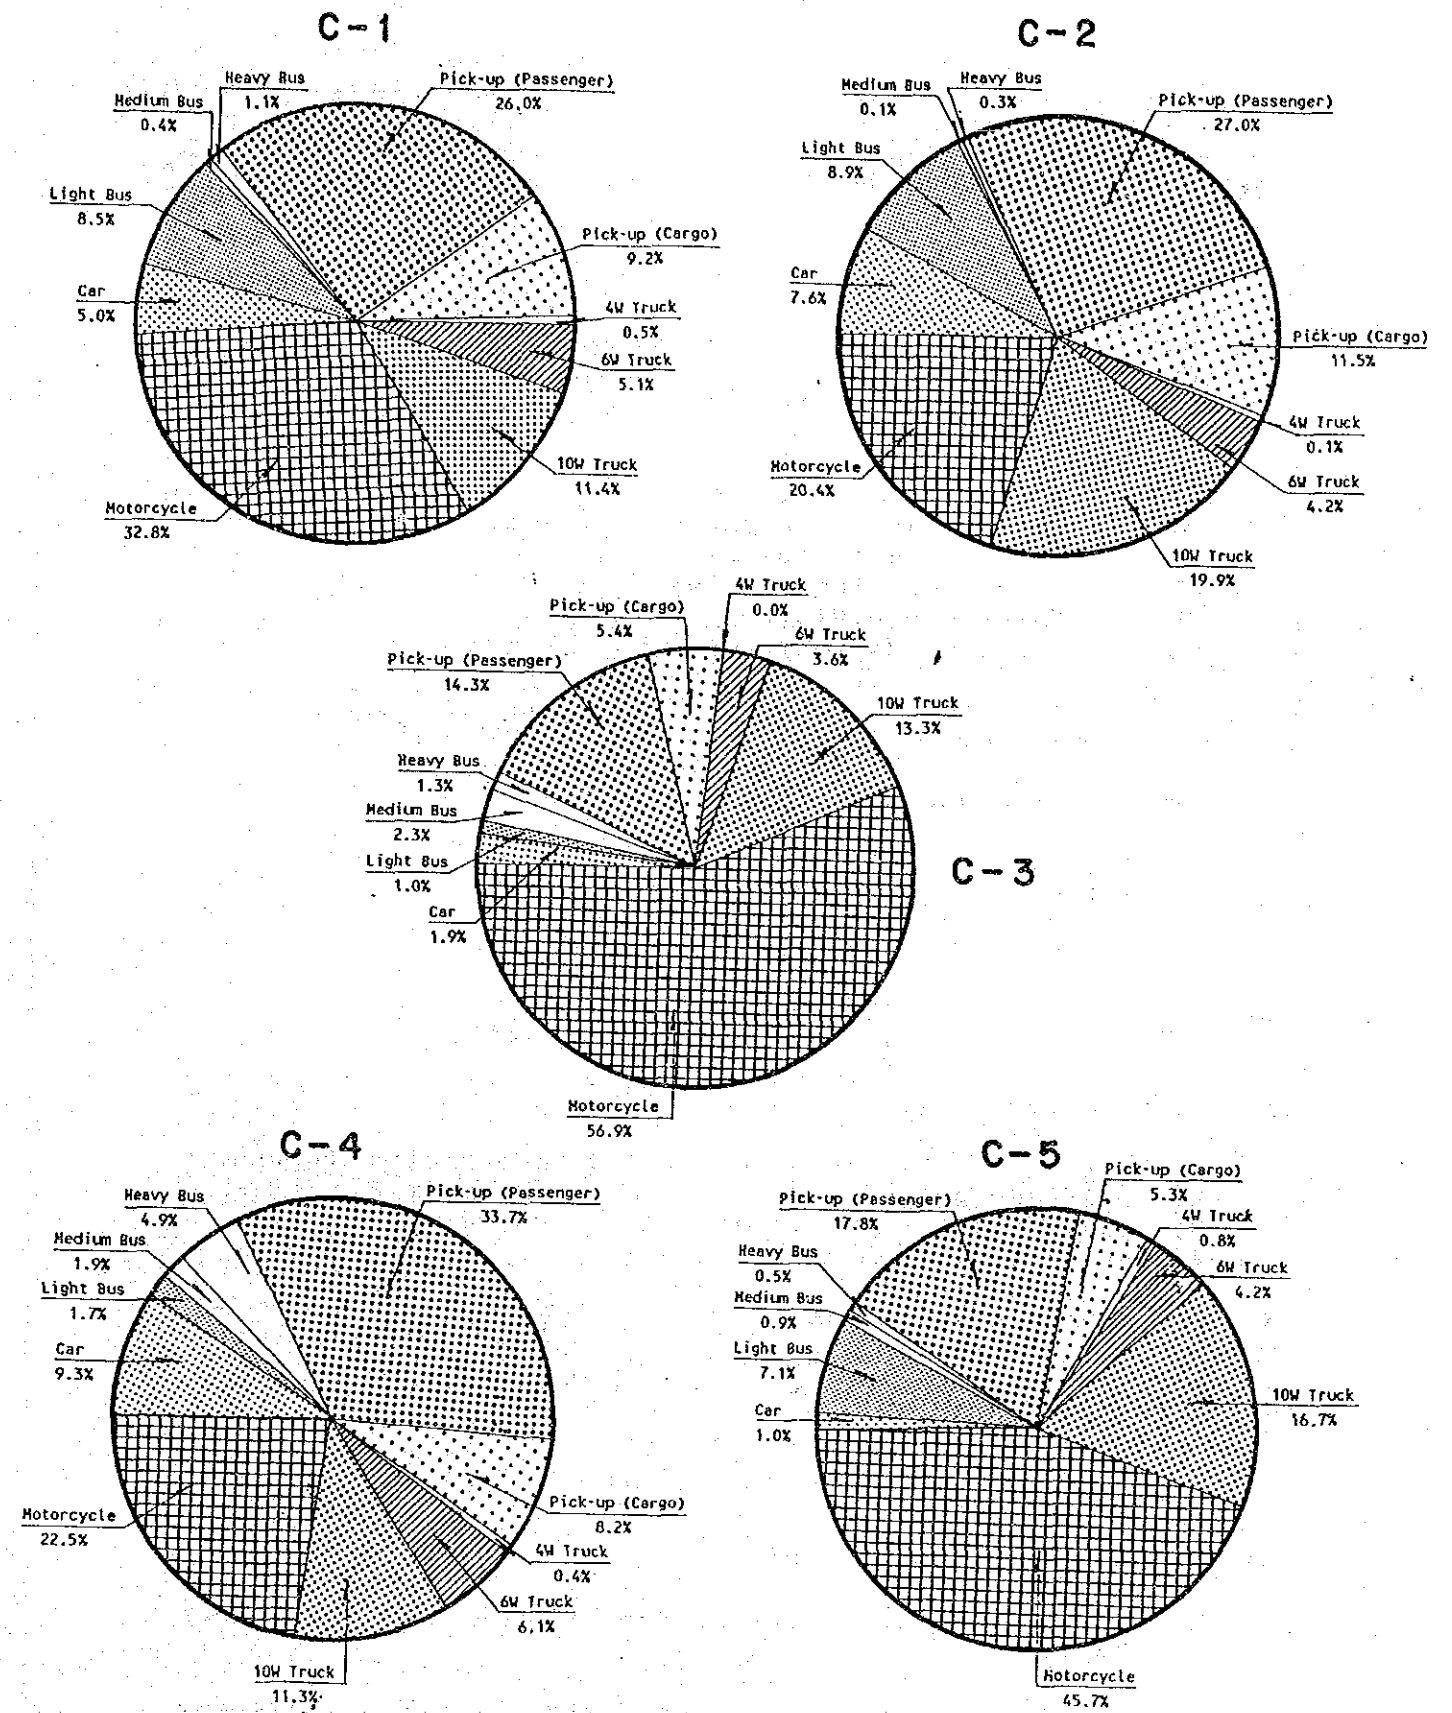 C-1
Heavy Bus
1.1%
Medium Bus
0.4%
Pick-up (Passenger)
26.0%
Light Bus
8.5%
Pick-up (Cargo)
9.2%
Car
5.0%
4W Truck
0.5%
6W Truck
5.1%
10W Truck
11.4%
Motorcycle
32.8%
C-2
Heavy Bus
0.3%
Medium Bus
0.1%
Pick-up (Passenger)
27.0%
Light Bus
8.9%
Car
7.6%
Pick-up (Cargo)
11.5%
4W Truck
0.1%
Motorcycle
20.4%
6W Truck
4.2%
10W Truck
19.9%
4W Truck
0.0%
Pick-up (Cargo)
5.4%
6W Truck
3.6%
Pick-up (Passenger)
14.3%
10W Truck
13.3%
Heavy Bus
1.3%
Medium Bus
2.3%
Light Bus
1.0%
C-3
Car
1.9%
Motorcycle
56.9%
C-4
Heavy Bus
4.9%
Pick-up (Passenger)
33.7%
Medium Bus
1.9%
Light Bus
1.7%
Car
9.3%
Motorcycle
22.5%
Pick-up (Cargo)
8.2%
4W Truck
0.4%
6W Truck
6.1%
10W Truck
11.3%
C-5
Pick-up (Cargo)
5.3%
Pick-up (Passenger)
17.8%
4W Truck
0.8%
Heavy Bus
0.5%
6W Truck
4.2%
Medium Bus
0.9%
Light Bus
7.1%
10W Truck
16.7%
Car
1.0%
Motorcycle
45.7%